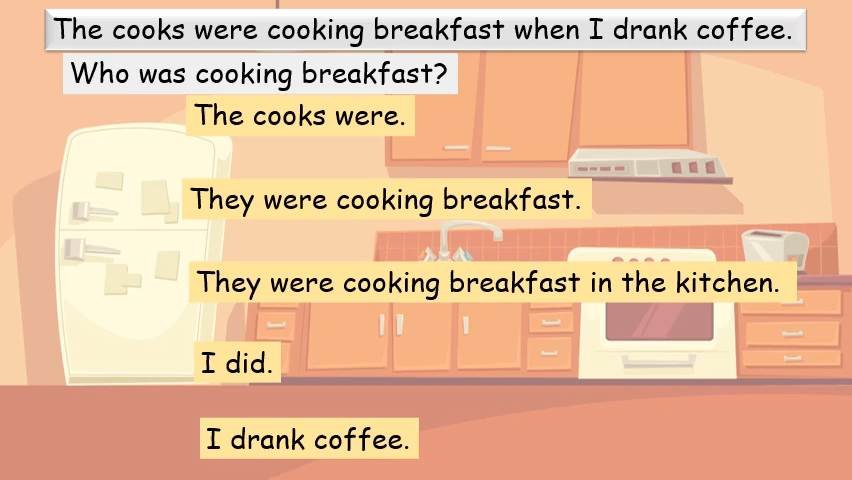 The cooks were cooking breakfast when I drank coffee.
Who was cooking breakfast?
The cooks were.
They were cooking breakfast.
They were cooking breakfast in the kitchen.
I did.
I drank coffee.